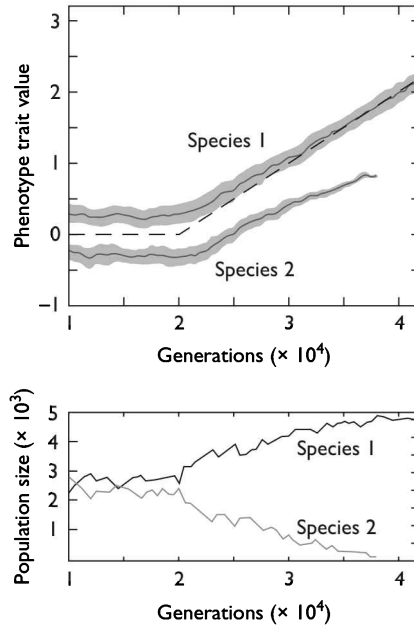 3
2
1
0
−1
Phenotype trait value
Species 1
Species 2
1 2 3 4
Generations (× 10⁴)
5
4
3
2
1
Population size (× 10³)
Species 1
Species 2
1 2 3 4
Generations (× 10⁴)